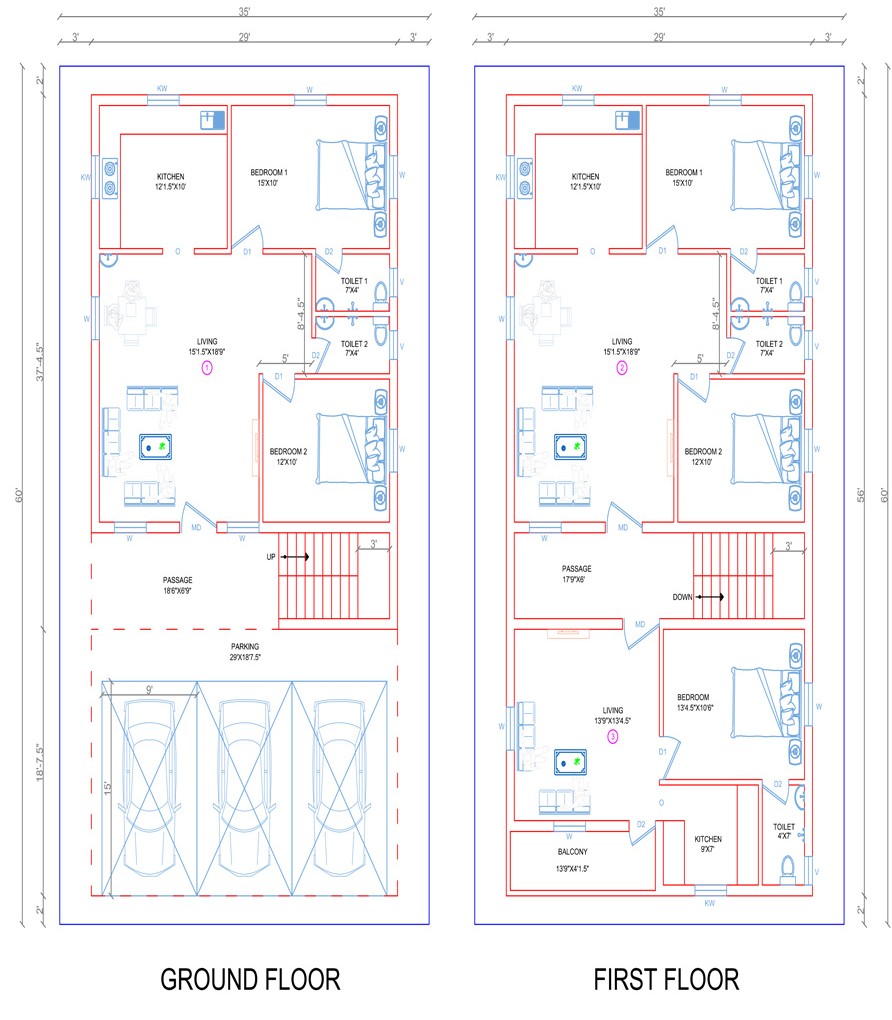 35'
3'
29'
3'
35'
3'
29'
3'
2'
KW
W
KW
W
2'
KW
KITCHEN
12'1.5"X10'
BEDROOM 1
15'X10'
W
KW
KITCHEN
12'1.5"X10'
BEDROOM 1
15'X10'
W
O
D1
D2
O
D1
D2
TOILET 1
7'X4'
V
TOILET 1
7'X4'
V
W
8'-4.5"
W
8'-4.5"
LIVING
15'1.5"X18'9"
1
TOILET 2
7'X4'
V
LIVING
15'1.5"X18'9"
2
TOILET 2
7'X4'
V
37'-4.5"
5'
D2
5'
D2
D1
D1
BEDROOM 2
12'X10'
W
BEDROOM 2
12'X10'
W
60'
56'
60'
W
MD
W
W
MD
UP
3'
3'
PASSAGE
18'6"X6'9"
PASSAGE
17'9"X6'
DOWN
MD
PARKING
29'X18'7.5"
9'
15'
18'-7.5"
LIVING
13'9"X13'4.5"
3
BEDROOM
13'4.5"X10'6"
W
W
D1
D2
O
W
D2
BALCONY
13'9"X4'1.5"
KITCHEN
9'X7'
TOILET
4'X7'
V
KW
2'
2'
GROUND FLOOR
FIRST FLOOR